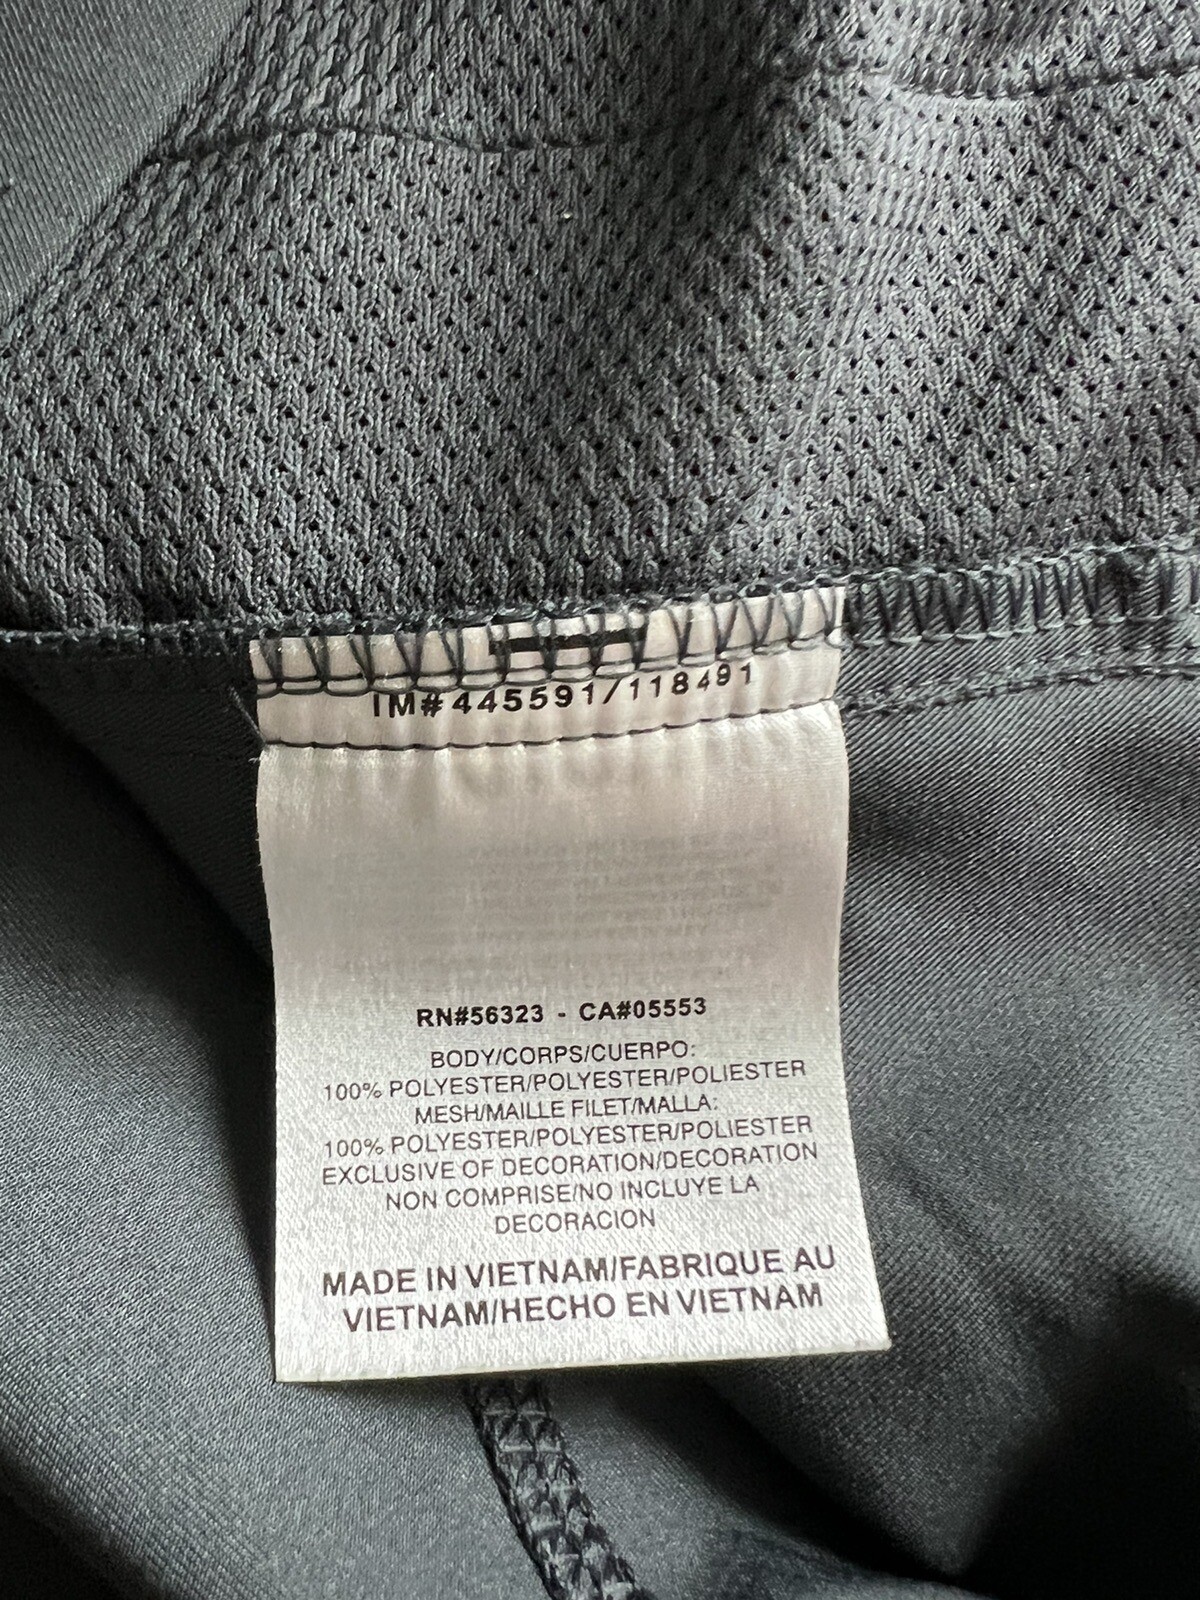 IM#445591/118491
RN#56323 - CA#05553
BODY/CORPS/CUERPO:
100% POLYESTER/POLYESTER/POLIESTER
MESH/MAILLE FILET/MALLA:
100% POLYESTER/POLYESTER/POLIESTER
EXCLUSIVE OF DECORATION/DECORATION
NON COMPRISE/NO INCLUYE LA
DECORACION
MADE IN VIETNAM/FABRIQUE AU
VIETNAM/HECHO EN VIETNAM